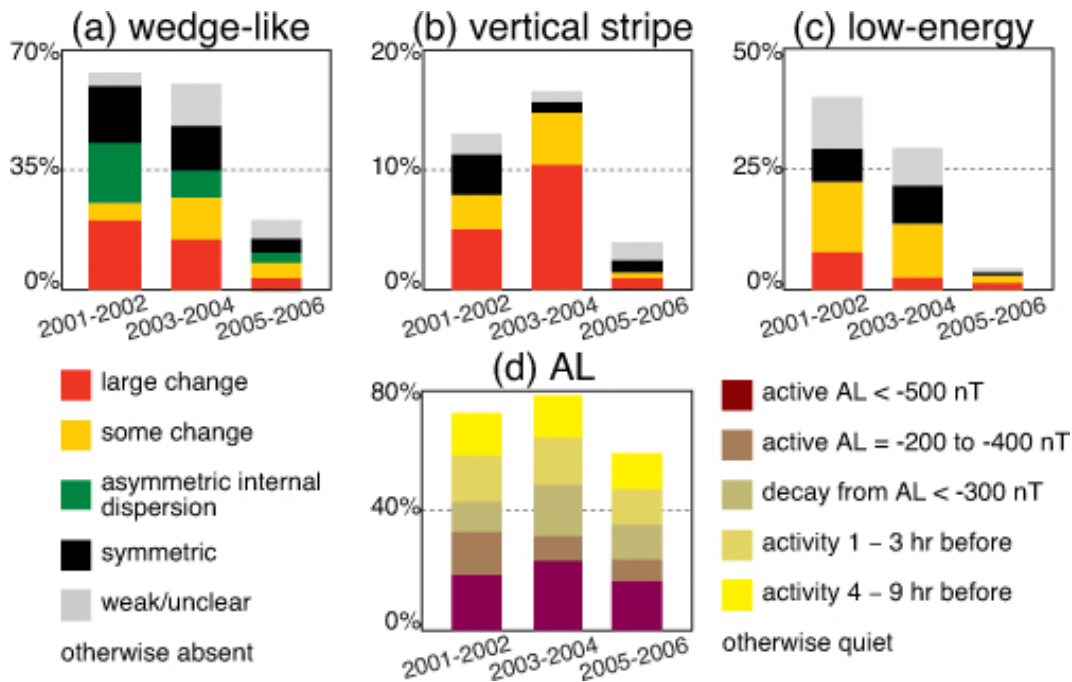 (a) wedge-like
70%
35%
0%
2001-2002
2003-2004
2005-2006
(b) vertical stripe
20%
10%
0%
2001-2002
2003-2004
2005-2006
(c) low-energy
50%
25%
0%
2001-2002
2003-2004
2005-2006
large change
some change
asymmetric internal
dispersion
symmetric
weak/unclear
otherwise absent
(d) AL
80%
40%
0%
2001-2002
2003-2004
2005-2006
active AL < -500 nT
active AL = -200 to -400 nT
decay from AL < -300 nT
activity 1 – 3 hr before
activity 4 – 9 hr before
otherwise quiet